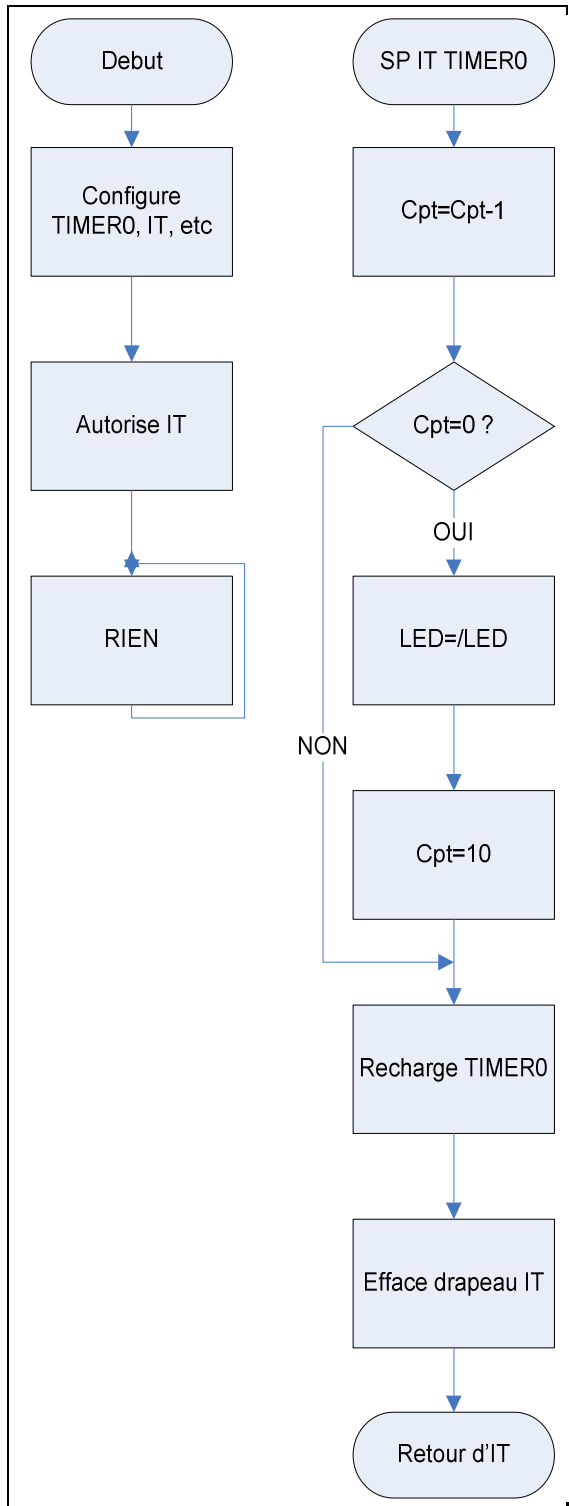 Debut
Configure
TIMER0, IT, etc
Autorise IT
RIEN
SP IT TIMER0
Cpt=Cpt-1
Cpt=0 ?
OUI
LED=/LED
NON
Cpt=10
Recharge TIMER0
Efface drapeau IT
Retour d'IT